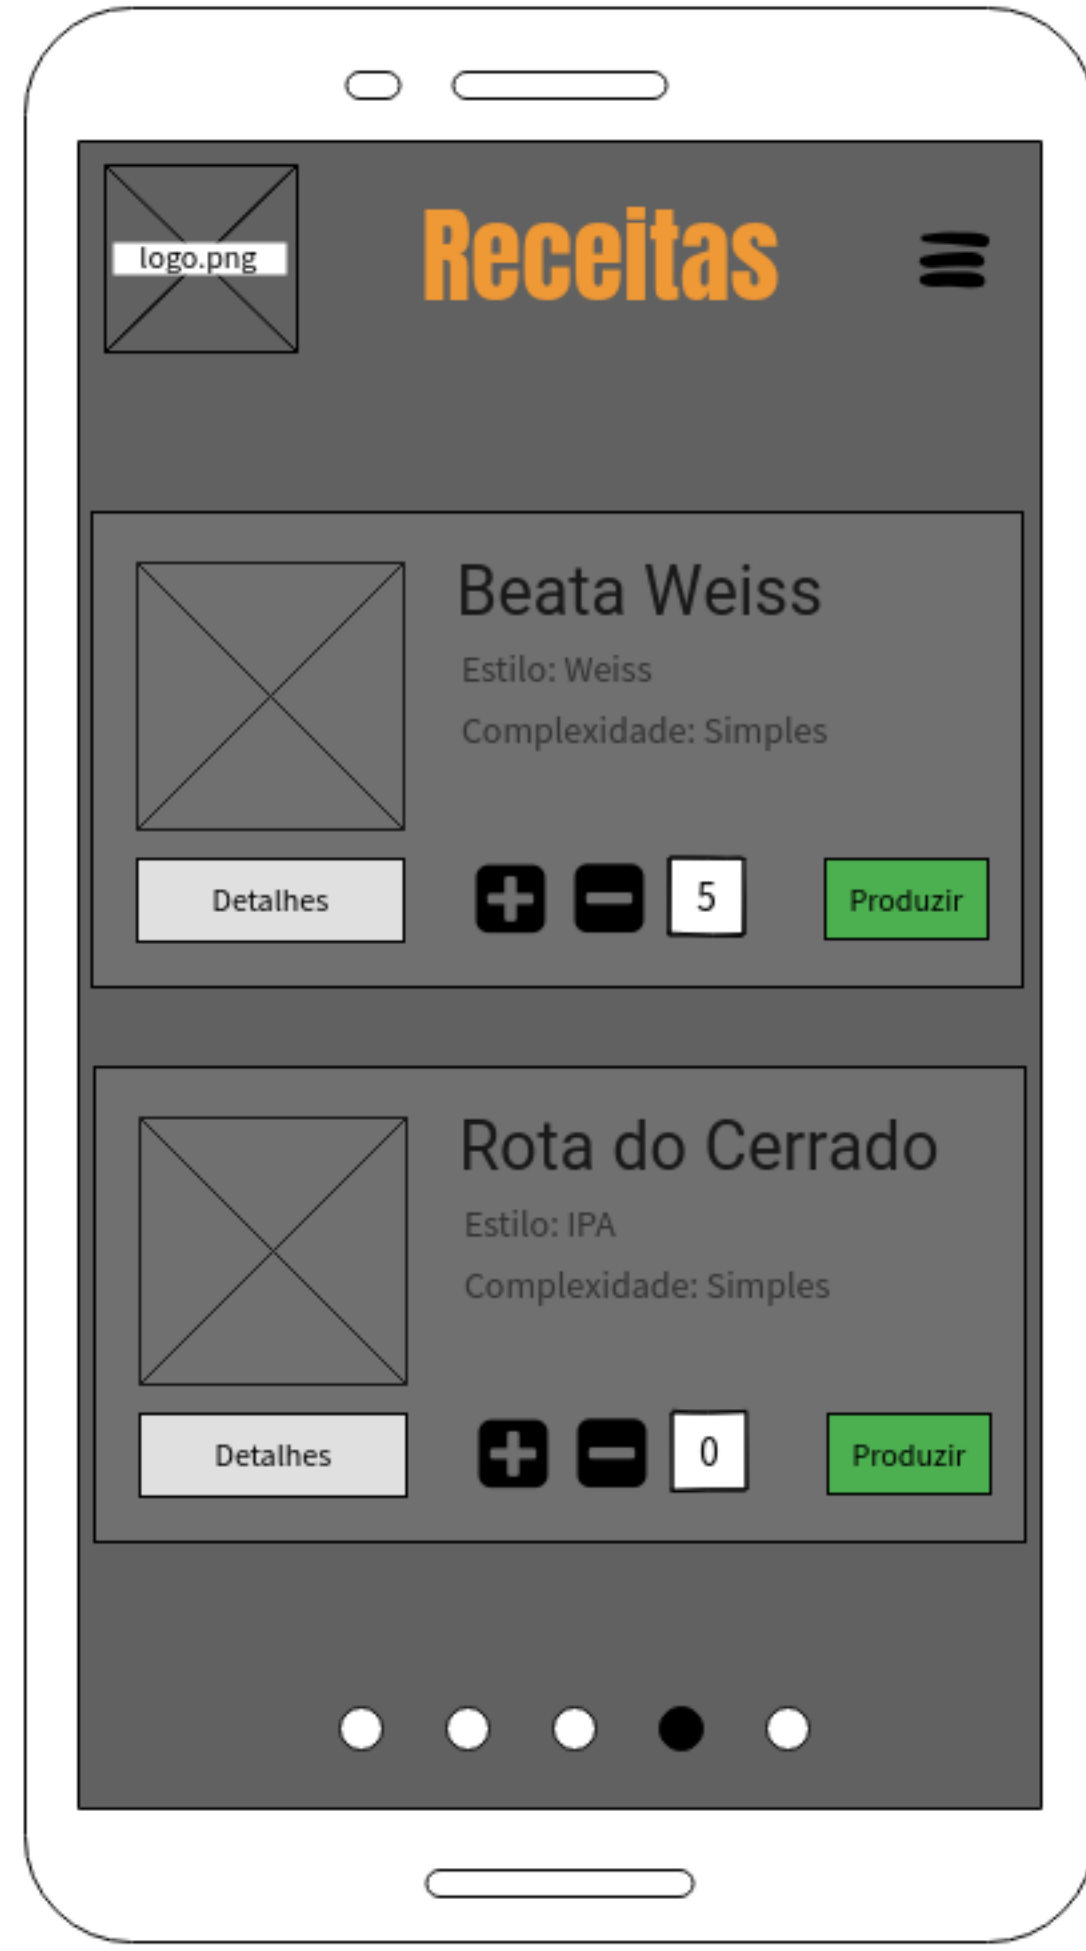 logo.png
Receitas
Beata Weiss
Estilo: Weiss
Complexidade: Simples
Detalhes
5
Produzir
Rota do Cerrado
Estilo: IPA
Complexidade: Simples
Detalhes
0
Produzir